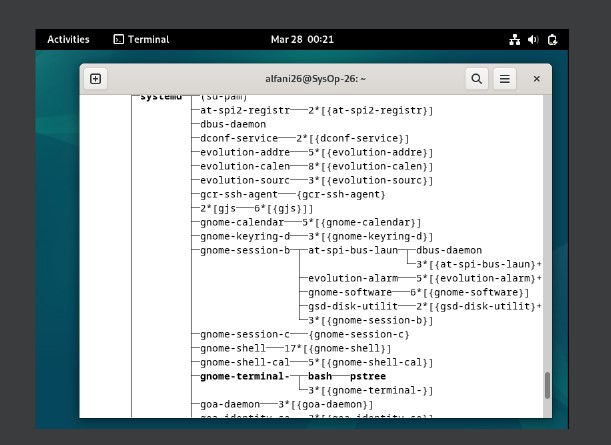 Activities Terminal Mar 28 00:21
alfani26@SysOp-26: ~
systemd─┬─(sd-pam)
├─at-spi2-registr───2*[{at-spi2-registr}]
├─dbus-daemon
├─dconf-service───2*[{dconf-service}]
├─evolution-addre───5*[{evolution-addre}]
├─evolution-calen───8*[{evolution-calen}]
├─evolution-sourc───3*[{evolution-sourc}]
├─gcr-ssh-agent───{gcr-ssh-agent}
├─2*[gjs───6*[{gjs}]]
├─gnome-calendar───5*[{gnome-calendar}]
├─gnome-keyring-d───3*[{gnome-keyring-d}]
├─gnome-session-b─┬─at-spi-bus-laun─┬─dbus-daemon
│ │ └─3*[{at-spi-bus-laun}+
│ ├─evolution-alarm───5*[{evolution-alarm}+
│ ├─gnome-software───6*[{gnome-software}]
│ ├─gsd-disk-utilit───2*[{gsd-disk-utilit}+
│ └─3*[{gnome-session-b}]
├─gnome-session-c───{gnome-session-c}
├─gnome-shell───17*[{gnome-shell}]
├─gnome-shell-cal───5*[{gnome-shell-cal}]
├─gnome-terminal-─┬─bash───pstree
│ └─3*[{gnome-terminal-}]
├─goa-daemon───3*[{goa-daemon}]